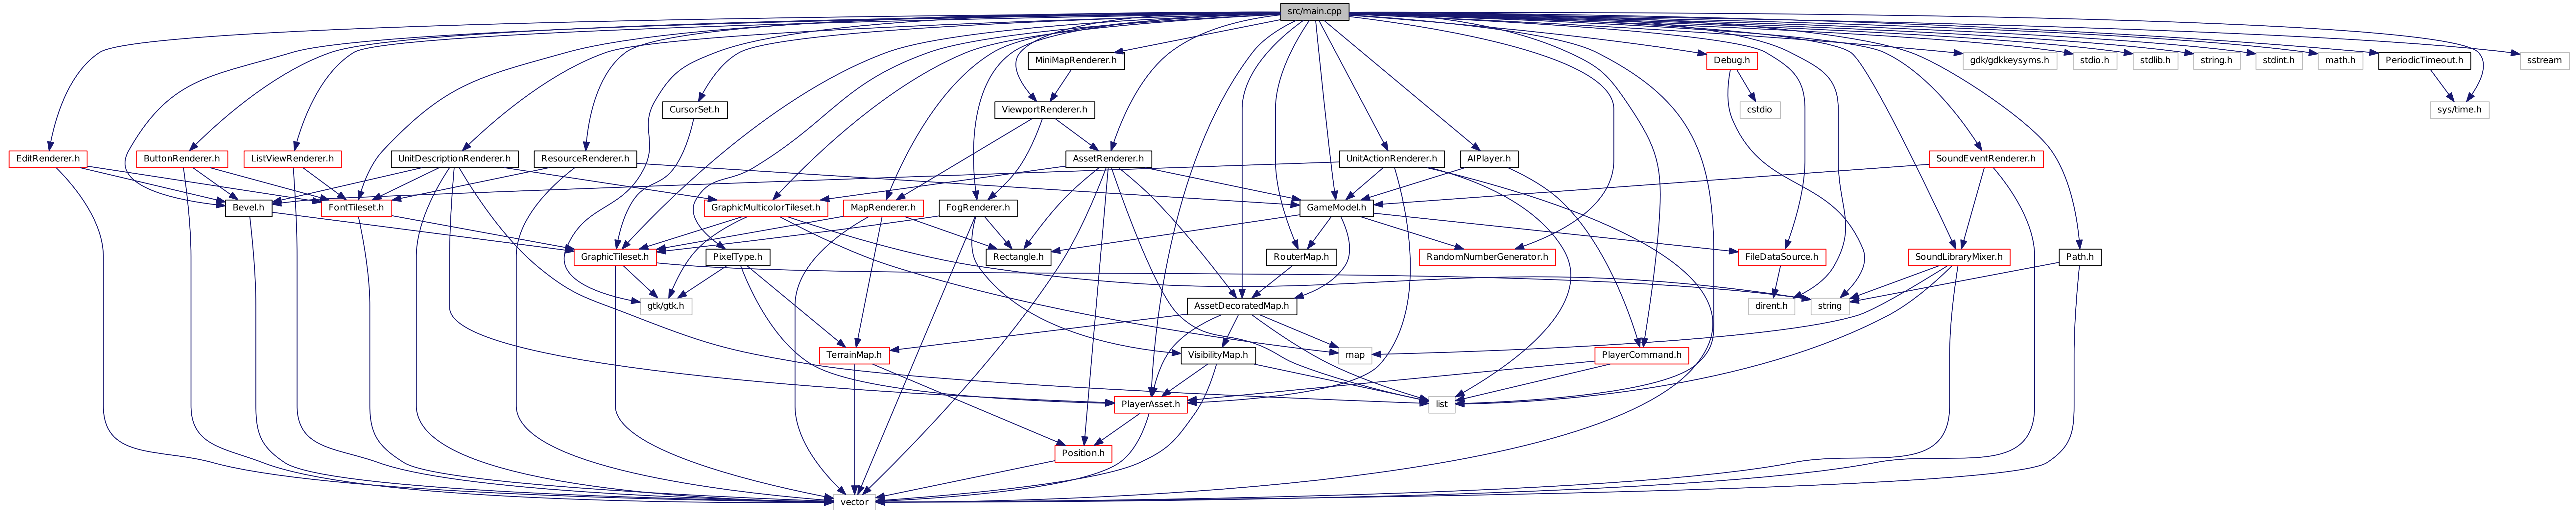 src/main.cpp
MiniMapRenderer.h
Debug.h
gdk/gdkkeysyms.h
stdio.h
stdlib.h
string.h
stdint.h
math.h
PeriodicTimeout.h
sstream
CursorSet.h
ViewportRenderer.h
cstdio
sys/time.h
EditRenderer.h
ButtonRenderer.h
ListViewRenderer.h
UnitDescriptionRenderer.h
ResourceRenderer.h
AssetRenderer.h
UnitActionRenderer.h
AIPlayer.h
SoundEventRenderer.h
Bevel.h
FontTileset.h
GraphicMulticolorTileset.h
MapRenderer.h
FogRenderer.h
GameModel.h
GraphicTileset.h
PixelType.h
Rectangle.h
RouterMap.h
RandomNumberGenerator.h
FileDataSource.h
SoundLibraryMixer.h
Path.h
gtk/gtk.h
AssetDecoratedMap.h
dirent.h
string
TerrainMap.h
VisibilityMap.h
map
PlayerCommand.h
PlayerAsset.h
list
Position.h
vector